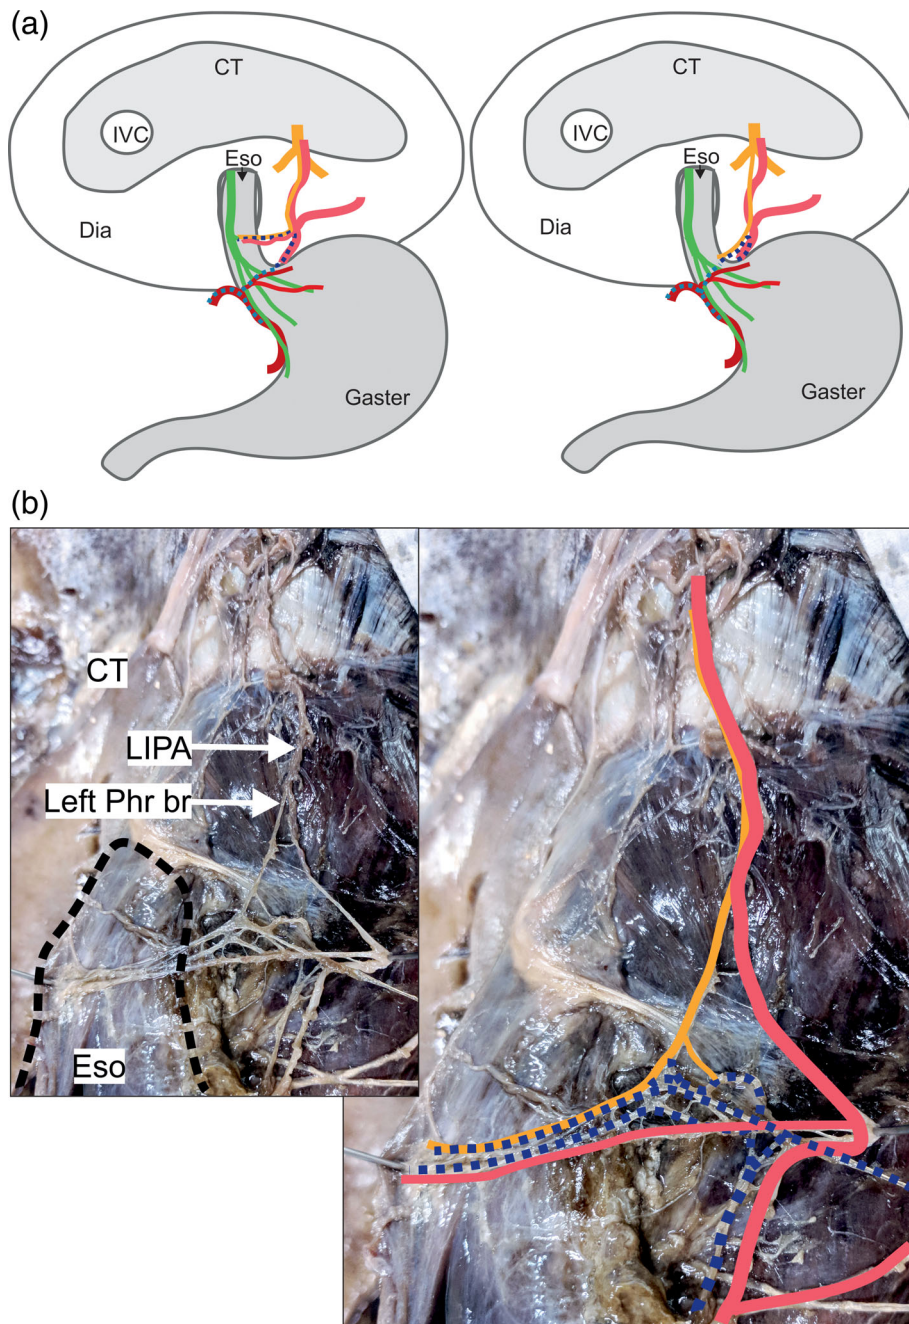 (a)
CT
IVC
Eso
Dia
Gaster
CT
IVC
Eso
Dia
Gaster
(b)
CT
LIPA
Left Phr br
Eso